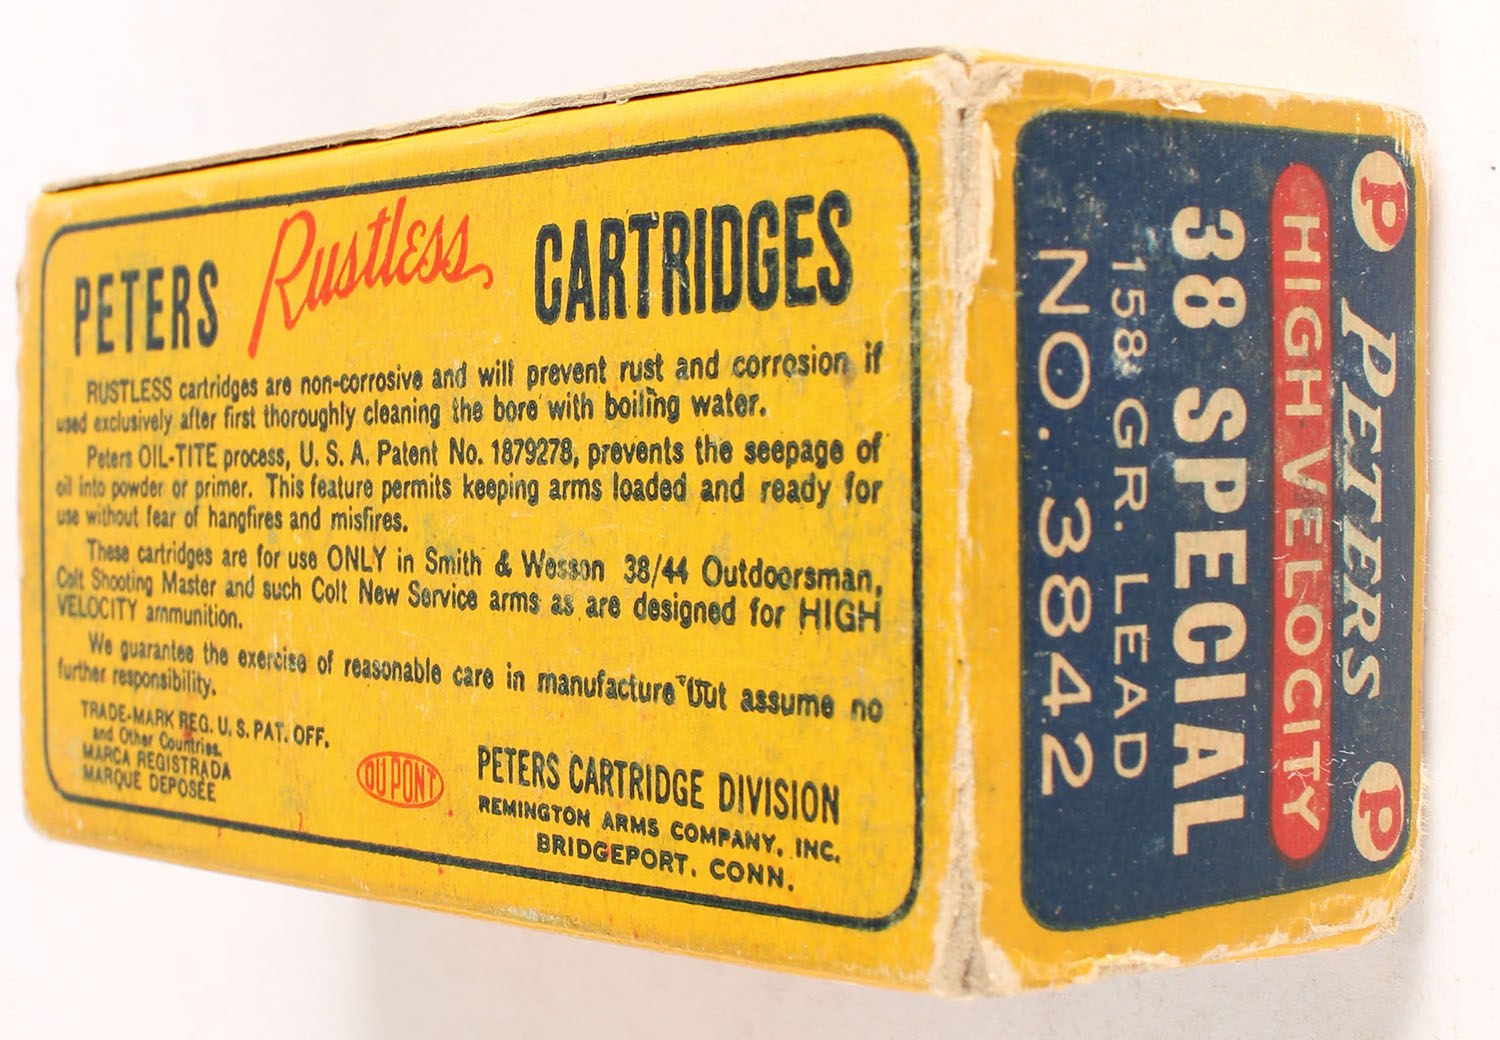 PETERS Rustless CARTRIDGES
RUSTLESS cartridges are non-corrosive and will prevent rust and corrosion if
used exclusively after first thoroughly cleaning the bore with boiling water.
Peters OIL-TITE process, U. S. A. Patent No. 1879278, prevents the seepage of
oil into powder or primer. This feature permits keeping arms loaded and ready for
use without fear of hangfires and misfires.
These cartridges are for use ONLY in Smith & Wesson 38/44 Outdoorsman,
Colt Shooting Master and such Colt New Service arms as are designed for HIGH
VELOCITY ammunition.
We guarantee the exercise of reasonable care in manufacture but assume no
further responsibility.
TRADE-MARK REG. U. S. PAT. OFF.
and Other Countries.
MARCA REGISTRADA
MARQUE DEPOSÉE
DU PONT
PETERS CARTRIDGE DIVISION
REMINGTON ARMS COMPANY, INC.
BRIDGEPORT, CONN.
P PETERS P
HIGH VELOCITY
38 SPECIAL
158 GR. LEAD
NO. 3842